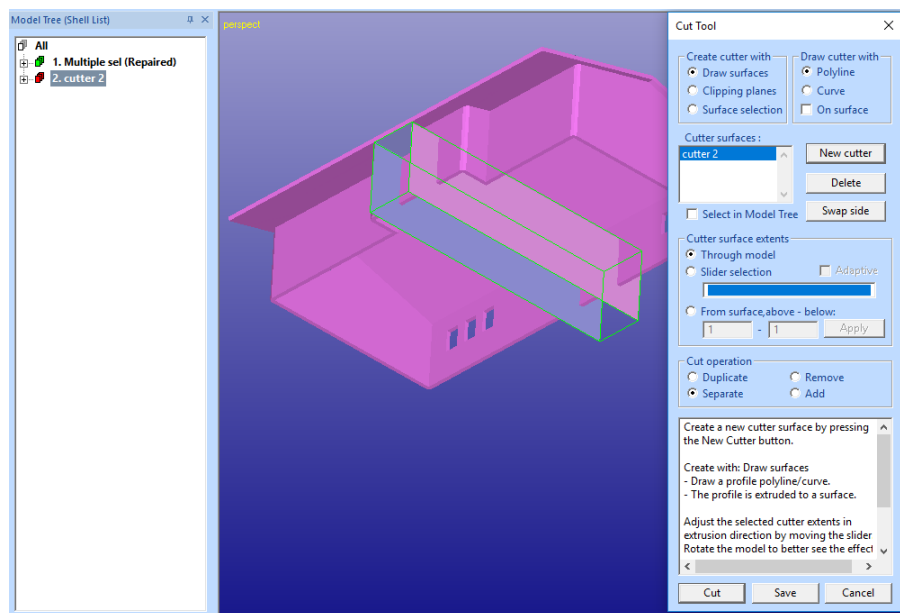 Model Tree (Shell List)
All
1. Multiple sel (Repaired)
2. cutter 2
perspect
Cut Tool
Create cutter with
Draw surfaces
Clipping planes
Surface selection
Draw cutter with
Polyline
Curve
On surface
Cutter surfaces :
cutter 2
New cutter
Delete
Swap side
Select in Model Tree
Cutter surface extents
Through model
Slider selection
Adaptive
From surface,above - below:
1 - 1
Apply
Cut operation
Duplicate
Remove
Separate
Add
Create a new cutter surface by pressing
the New Cutter button.
Create with: Draw surfaces
- Draw a profile polyline/curve.
- The profile is extruded to a surface.
Adjust the selected cutter extents in
extrusion direction by moving the slider
Rotate the model to better see the effect
Cut
Save
Cancel